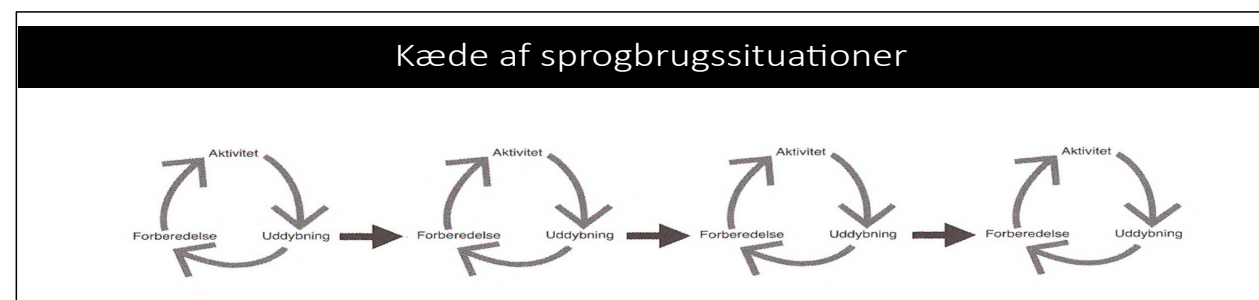 Kæde af sprogbrugssituationer
Aktivitet Aktivitet Aktivitet Aktivitet
Forberedelse Uddybning Forberedelse Uddybning Forberedelse Uddybning Forberedelse Uddybning